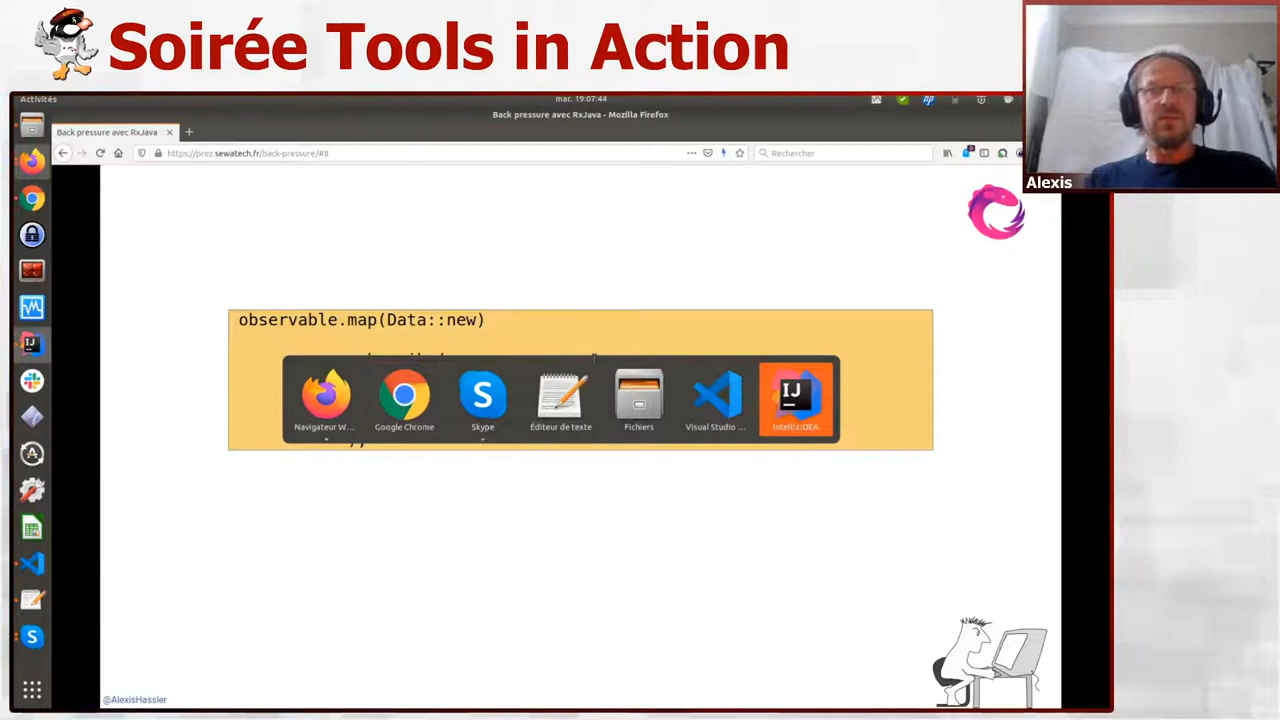 Soirée Tools in Action
Activités
mar. 19:07:44
Back pressure avec RxJava - Mozilla Firefox
Back pressure avec RxJava
https://prez.sewatech.fr/back-pressure/#8
Rechercher
Alexis
observable.map(Data::new)
IJ
Navigateur W...
Google Chrome
Skype
Éditeur de texte
Fichiers
Visual Studio ...
IntelliJ IDEA
@AlexisHassler